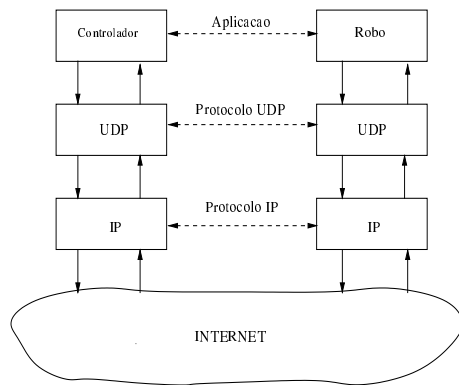 Controlador
Aplicacao
Robo
UDP
Protocolo UDP
UDP
IP
Protocolo IP
IP
INTERNET